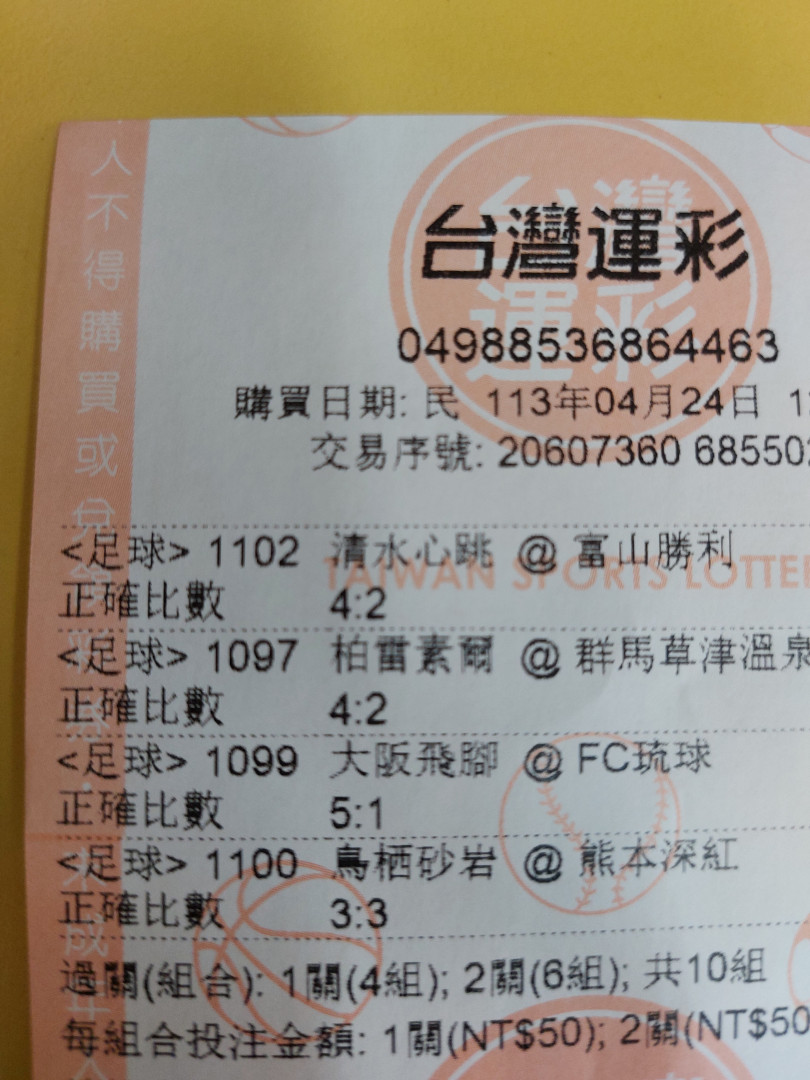 台灣運彩
04988536864463
購買日期: 民 113年04月24日 1
交易序號: 20607360 68550
<足球> 1102 清水心跳 @ 富山勝利
正確比數 4:2
<足球> 1097 柏雷素爾 @ 群馬草津溫泉
正確比數 4:2
<足球> 1099 大阪飛腳 @ FC琉球
正確比數 5:1
<足球> 1100 鳥栖砂岩 @ 熊本深紅
正確比數 3:3
過關(組合): 1關(4組); 2關(6組); 共10組
每組合投注金額: 1關(NT$50); 2關(NT$50
人不得購買或兌
台灣運彩
TAIWAN SPORTS LOTTE